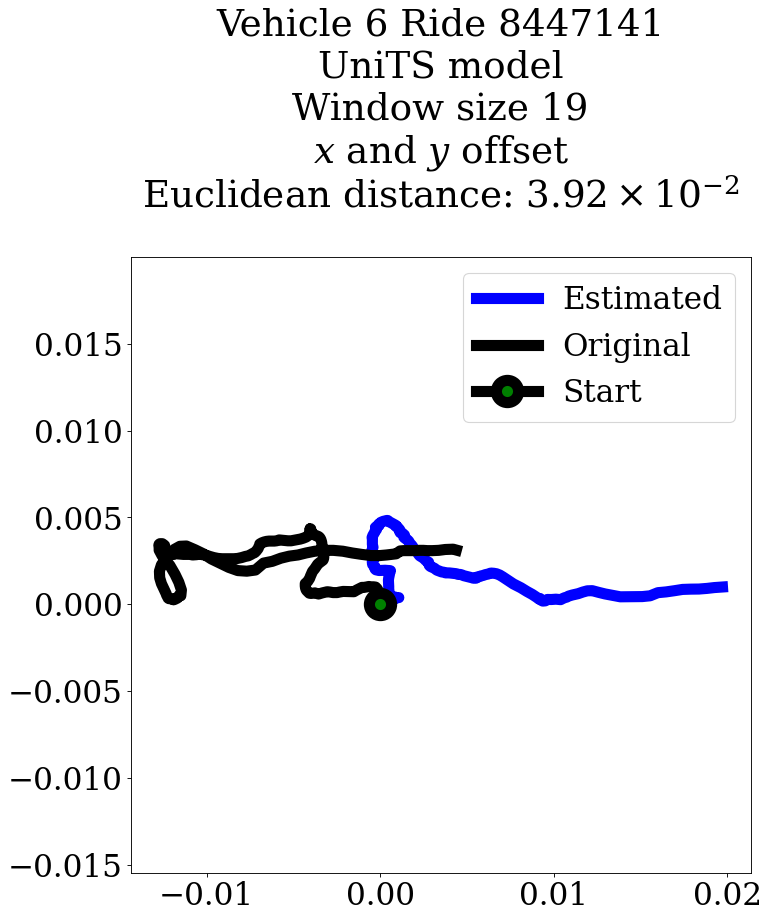 Vehicle 6 Ride 8447141
UniTS model
Window size 19
x and y offset
Euclidean distance: 3.92 × 10⁻²
Estimated
Original
Start
0.015
0.010
0.005
0.000
−0.005
−0.010
−0.015
−0.01
0.00
0.01
0.02